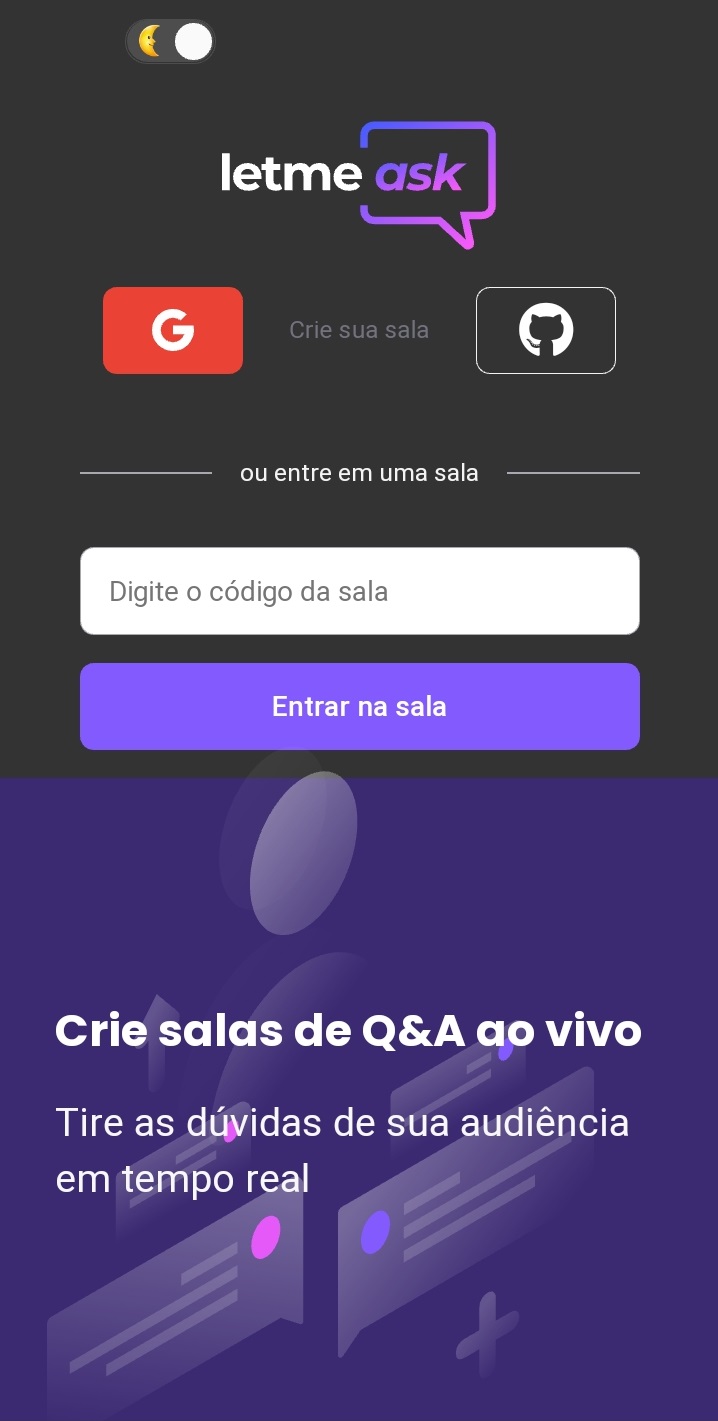 letme ask
Crie sua sala
ou entre em uma sala
Digite o código da sala
Entrar na sala
Crie salas de Q&A ao vivo
Tire as dúvidas de sua audiência
em tempo real